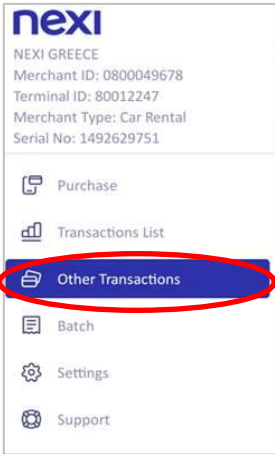 nexi
NEXI GREECE
Merchant ID: 0800049678
Terminal ID: 80012247
Merchant Type: Car Rental
Serial No: 1492629751
Purchase
Transactions List
Other Transactions
Batch
Settings
Support